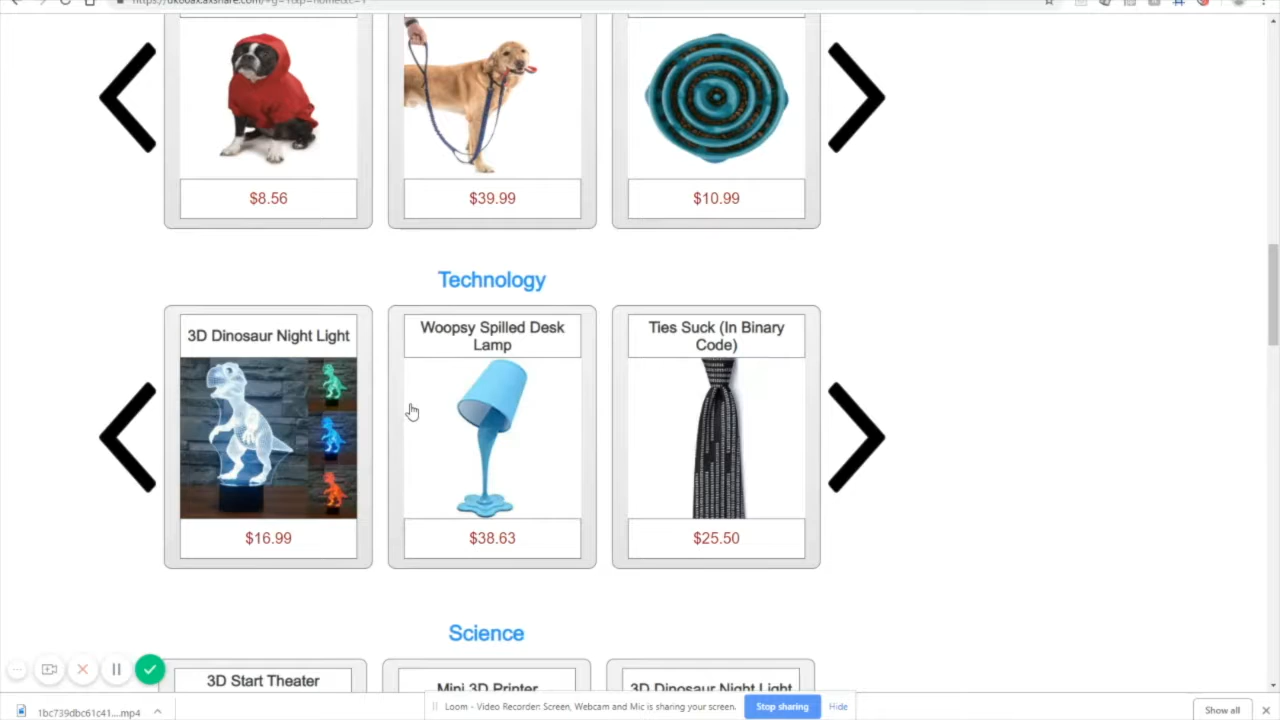 $8.56
$39.99
$10.99
Technology
3D Dinosaur Night Light
Woopsy Spilled Desk
Lamp
Ties Suck (In Binary
Code)
$16.99
$38.63
$25.50
Science
3D Start Theater
Mini 3D Printer
3D Dinosaur Night Light
Loom - Video Recorder: Screen, Webcam and Mic is sharing your screen.
Stop sharing
Hide
1bc739dbc61c41....mp4
Show all